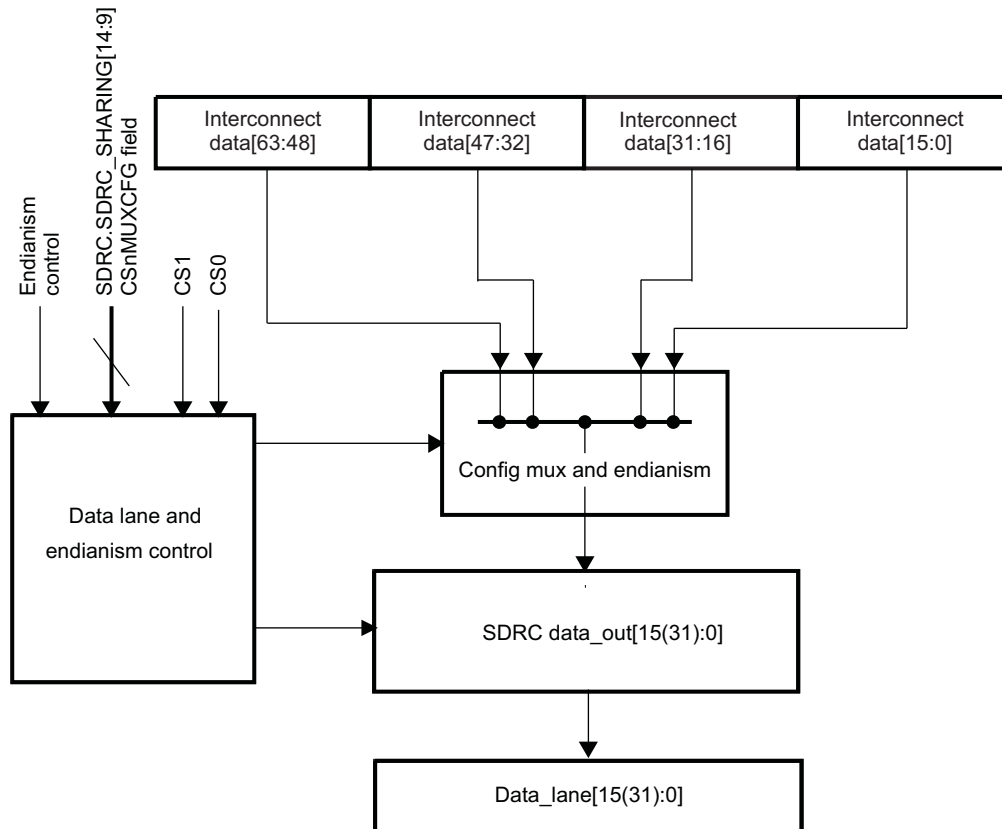 Interconnect
data[63:48]
Interconnect
data[47:32]
Interconnect
data[31:16]
Interconnect
data[15:0]
Endianism
control
SDRC.SDRC_SHARING[14:9]
CSnMUXCFG field
CS1
CS0
Config mux and endianism
Data lane and
endianism control
SDRC data_out[15(31):0]
Data_lane[15(31):0]